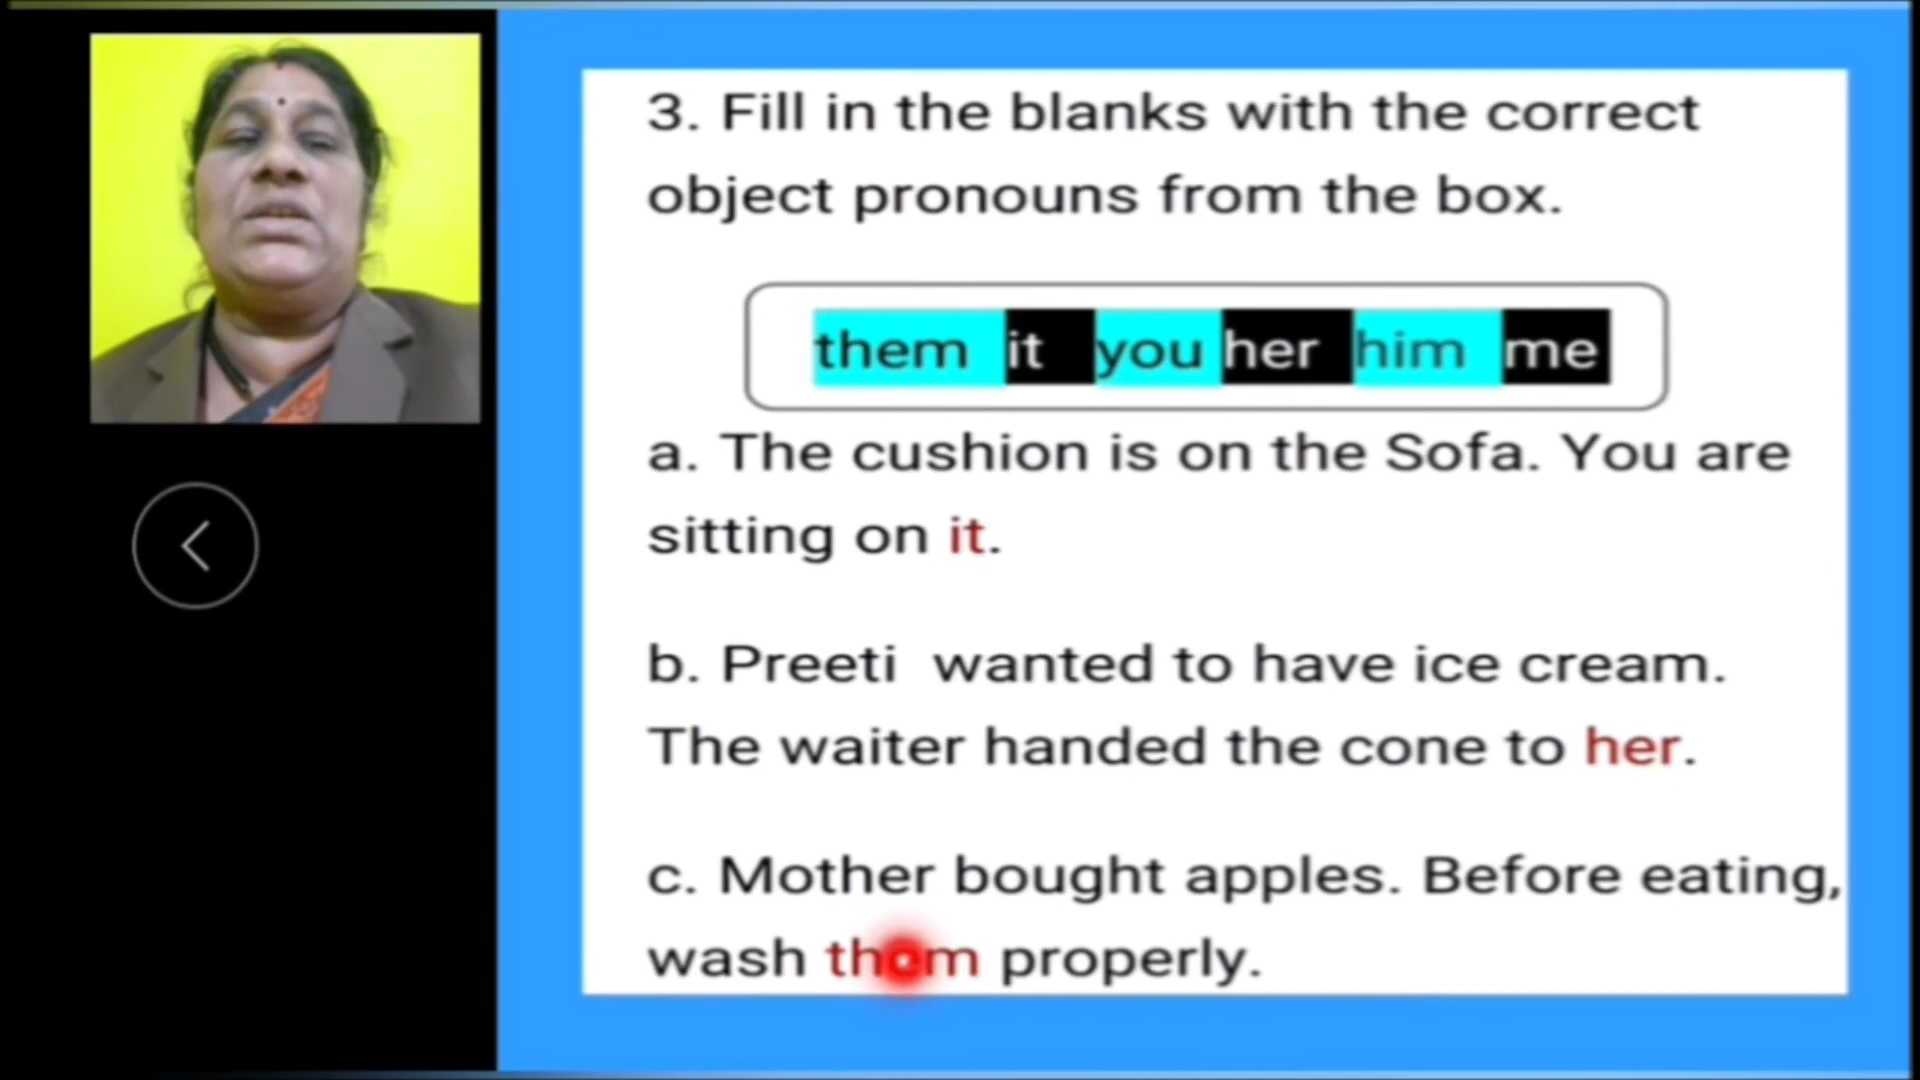 3. Fill in the blanks with the correct
object pronouns from the box.
them it you her him me
a. The cushion is on the Sofa. You are
sitting on it.
b. Preeti wanted to have ice cream.
The waiter handed the cone to her.
c. Mother bought apples. Before eating,
wash them properly.